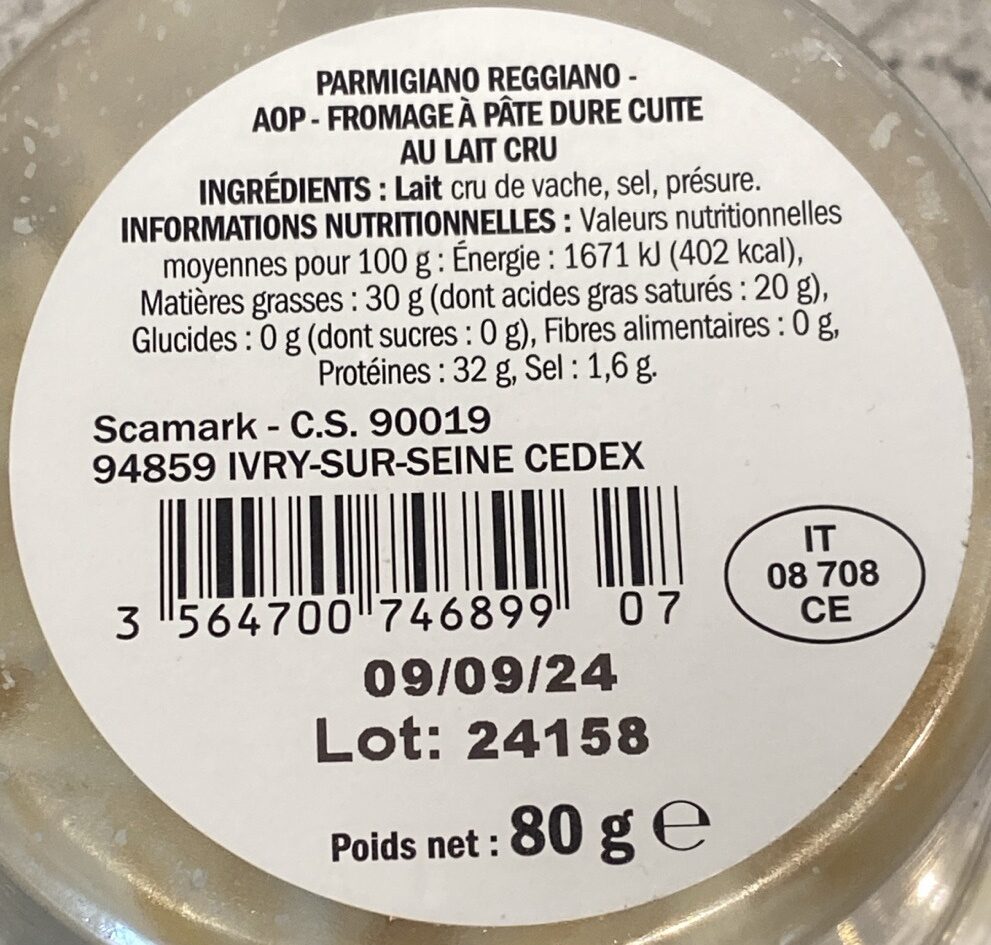 PARMIGIANO REGGIANO -
AOP - FROMAGE À PÂTE DURE CUITE
AU LAIT CRU
INGRÉDIENTS : Lait cru de vache, sel, présure.
INFORMATIONS NUTRITIONNELLES : Valeurs nutritionnelles
moyennes pour 100 g : Énergie : 1671 kJ (402 kcal),
Matières grasses : 30 g (dont acides gras saturés : 20 g),
Glucides : 0 g (dont sucres : 0 g), Fibres alimentaires : 0 g,
Protéines : 32 g, Sel : 1,6 g.
Scamark - C.S. 90019
94859 IVRY-SUR-SEINE CEDEX
3 564700 746899 07
IT
08 708
CE
09/09/24
Lot: 24158
Poids net : 80 g ℮